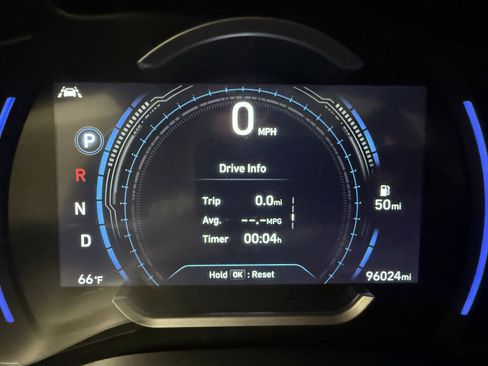 0 MPH
Drive Info
P
R
N
D
Trip 0.0mi
Avg. --.-MPG
Timer 00:04h
50mi
66°F
Hold OK : Reset
96024mi